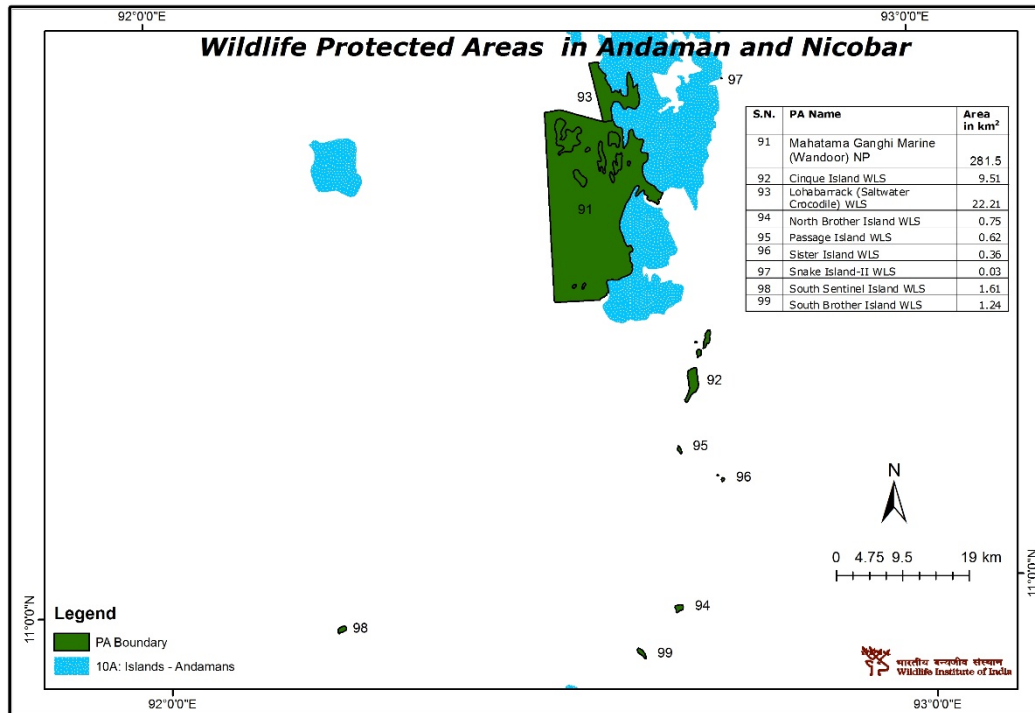 92°0'0"E
93°0'0"E
Wildlife Protected Areas in Andaman and Nicobar
97
93
S.N. PA Name Area in km²
91 Mahatama Ganghi Marine (Wandoor) NP 281.5
92 Cinque Island WLS 9.51
93 Lohabarrack (Saltwater Crocodile) WLS 22.21
94 North Brother Island WLS 0.75
95 Passage Island WLS 0.62
96 Sister Island WLS 0.36
97 Snake Island-II WLS 0.03
98 South Sentinel Island WLS 1.61
99 South Brother Island WLS 1.24
91
92
95
96
N
0 4.75 9.5 19 km
11°0'0"N
11°0'0"N
94
98
99
Legend
PA Boundary
10A: Islands - Andamans
भारतीय वन्यजीव संस्थान
Wildlife Institute of India
92°0'0"E
93°0'0"E